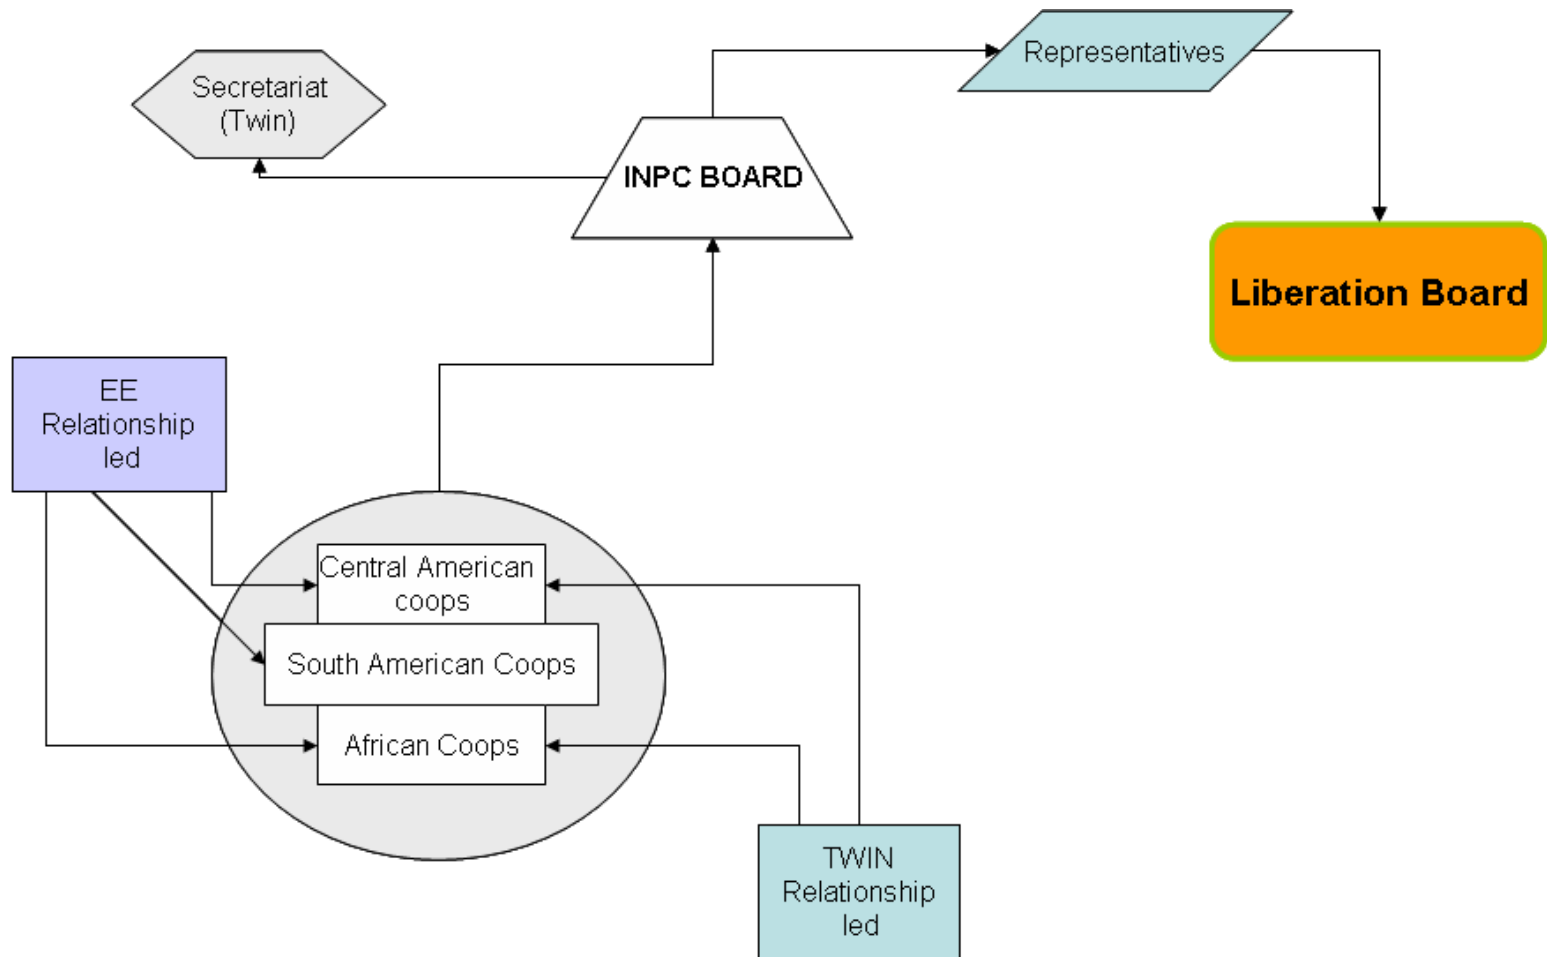 Representatives
Secretariat
(Twin)
INPC BOARD
Liberation Board
EE
Relationship
led
Central American
coops
South American Coops
African Coops
TWIN
Relationship
led